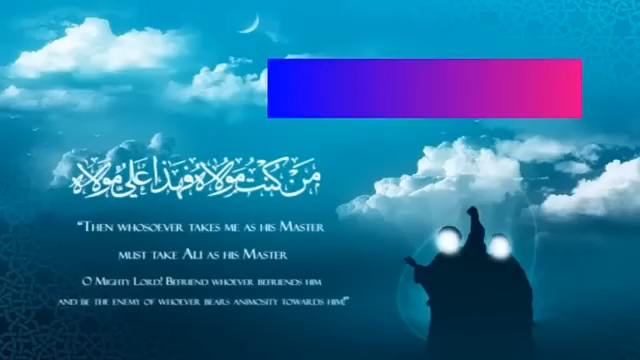 من كنت مولاه فهذا علي مولاه
“Then whosoever takes me as his Master
must take Ali as his Master
O Mighty Lord! Befriend whoever befriends him
and be the enemy of whoever bears animosity towards him!”